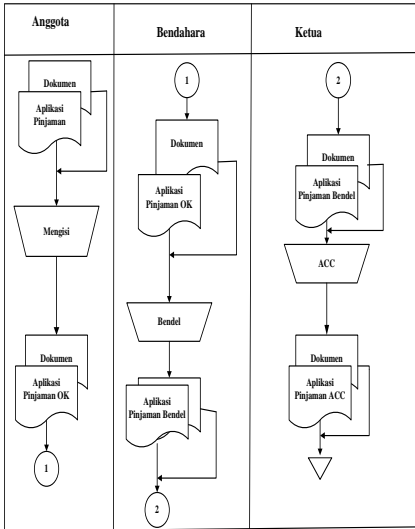 Anggota
Dokumen
Aplikasi
Pinjaman
Mengisi
Dokumen
Aplikasi
Pinjaman OK
1
Bendahara
1
Dokumen
Aplikasi
Pinjaman OK
Bendel
Aplikasi
Pinjaman Bendel
2
Ketua
2
Dokumen
Aplikasi
Pinjaman Bendel
ACC
Dokumen
Aplikasi
Pinjaman ACC